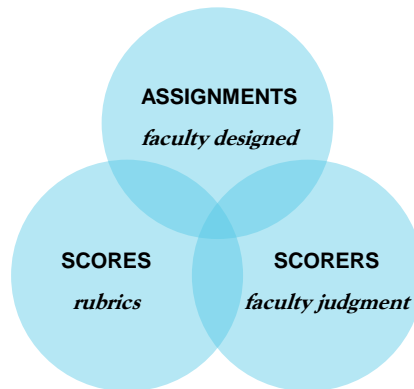 ASSIGNMENTS
faculty designed
SCORES
rubrics
SCORERS
faculty judgment